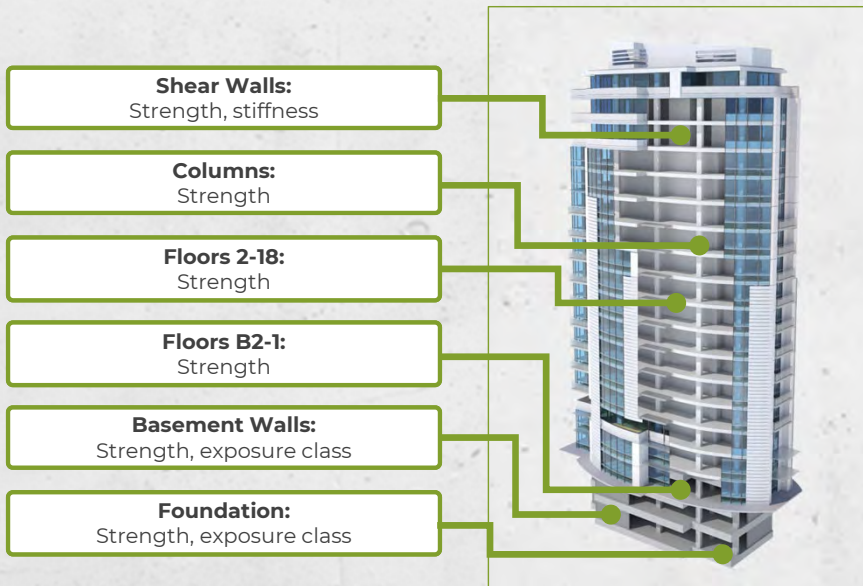 Shear Walls:
Strength, stiffness
Columns:
Strength
Floors 2-18:
Strength
Floors B2-1:
Strength
Basement Walls:
Strength, exposure class
Foundation:
Strength, exposure class